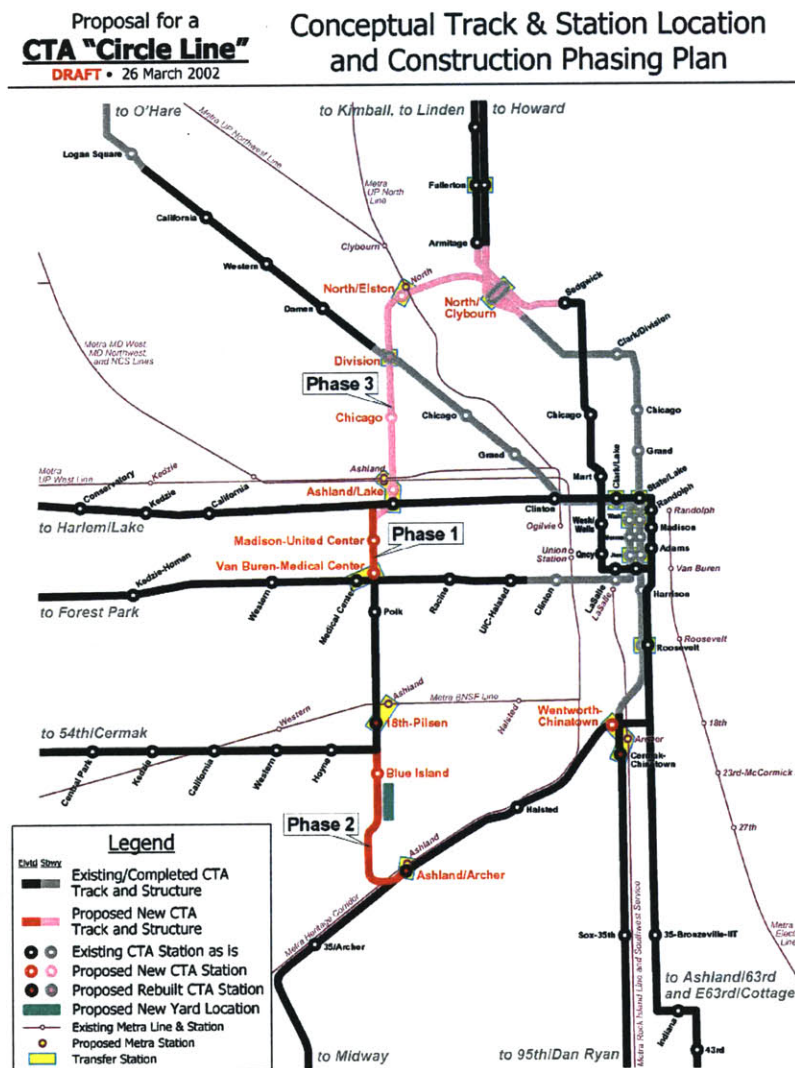 Proposal for a
CTA "Circle Line"
DRAFT • 26 March 2002
Conceptual Track & Station Location
and Construction Phasing Plan
to O'Hare
to Kimball, to Linden
to Howard
Metra UP Northwest Line
Logan Square
Metra
UP North
Line
Fullerton
California
Clybourn
Armitage
Western
North
North/Elston
North/
Clybourn
Sedgwick
Damen
Metra MD West,
MD Northwest,
and NCS Lines
Division
Clark/Division
Phase 3
Chicago
Chicago
Chicago
Chicago
Grand
Grand
Metra
UP West Line
Kedzie
Ashland
Mart
Clark/Lake
State/Lake
Conservatory
Kedzie
California
Ashland/Lake
Clinton
Randolph
Randolph
to Harlem/Lake
Ogilvie
Wash/
Wells
Madison
Madison-United Center
Phase 1
Union
Station
Qncy
Adams
Van Buren-Medical Center
Van Buren
Kedzie-Homan
to Forest Park
Western
Medical Center
Racine
UIC-Halsted
Clinton
LaSalle
LaSalle
Harrison
Polk
Roosevelt
Roosevelt
Ashland
Metra BNSF Line
Western
Halsted
Wentworth-
Chinatown
to 54th/Cermak
18th-Pilsen
18th
Archer
Cermak-
Chinatown
Central Park
Kedzie
California
Western
Hoyne
Blue Island
23rd-McCormick
Halsted
Phase 2
27th
Ashland
Ashland/Archer
Legend
Elvtd Sbwy
Existing/Completed CTA
Track and Structure
Proposed New CTA
Track and Structure
Existing CTA Station as is
Proposed New CTA Station
Proposed Rebuilt CTA Station
Proposed New Yard Location
Existing Metra Line & Station
Proposed Metra Station
Transfer Station
Metra Heritage Corridor
35/Archer
Sox-35th
35-Bronzeville-IIT
Metra
Elect
Line
Metra Rock Island Line and Southwest Service
to Ashland/63rd
and E63rd/Cottage
Indiana
43rd
to Midway
to 95th/Dan Ryan